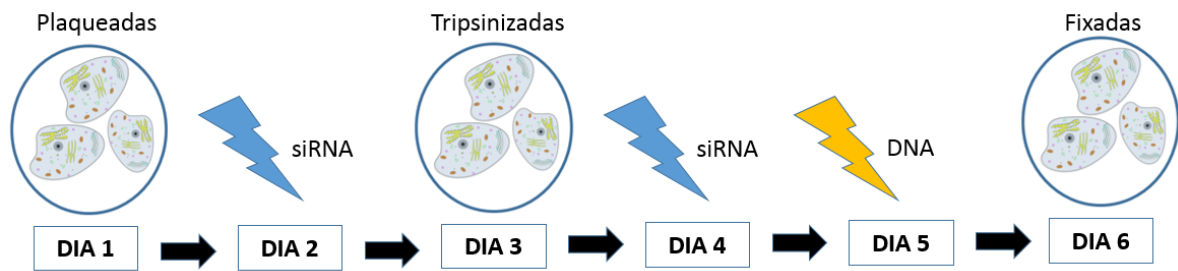 Plaqueadas
Tripsinizadas
Fixadas
siRNA
siRNA
DNA
DIA 1
DIA 2
DIA 3
DIA 4
DIA 5
DIA 6